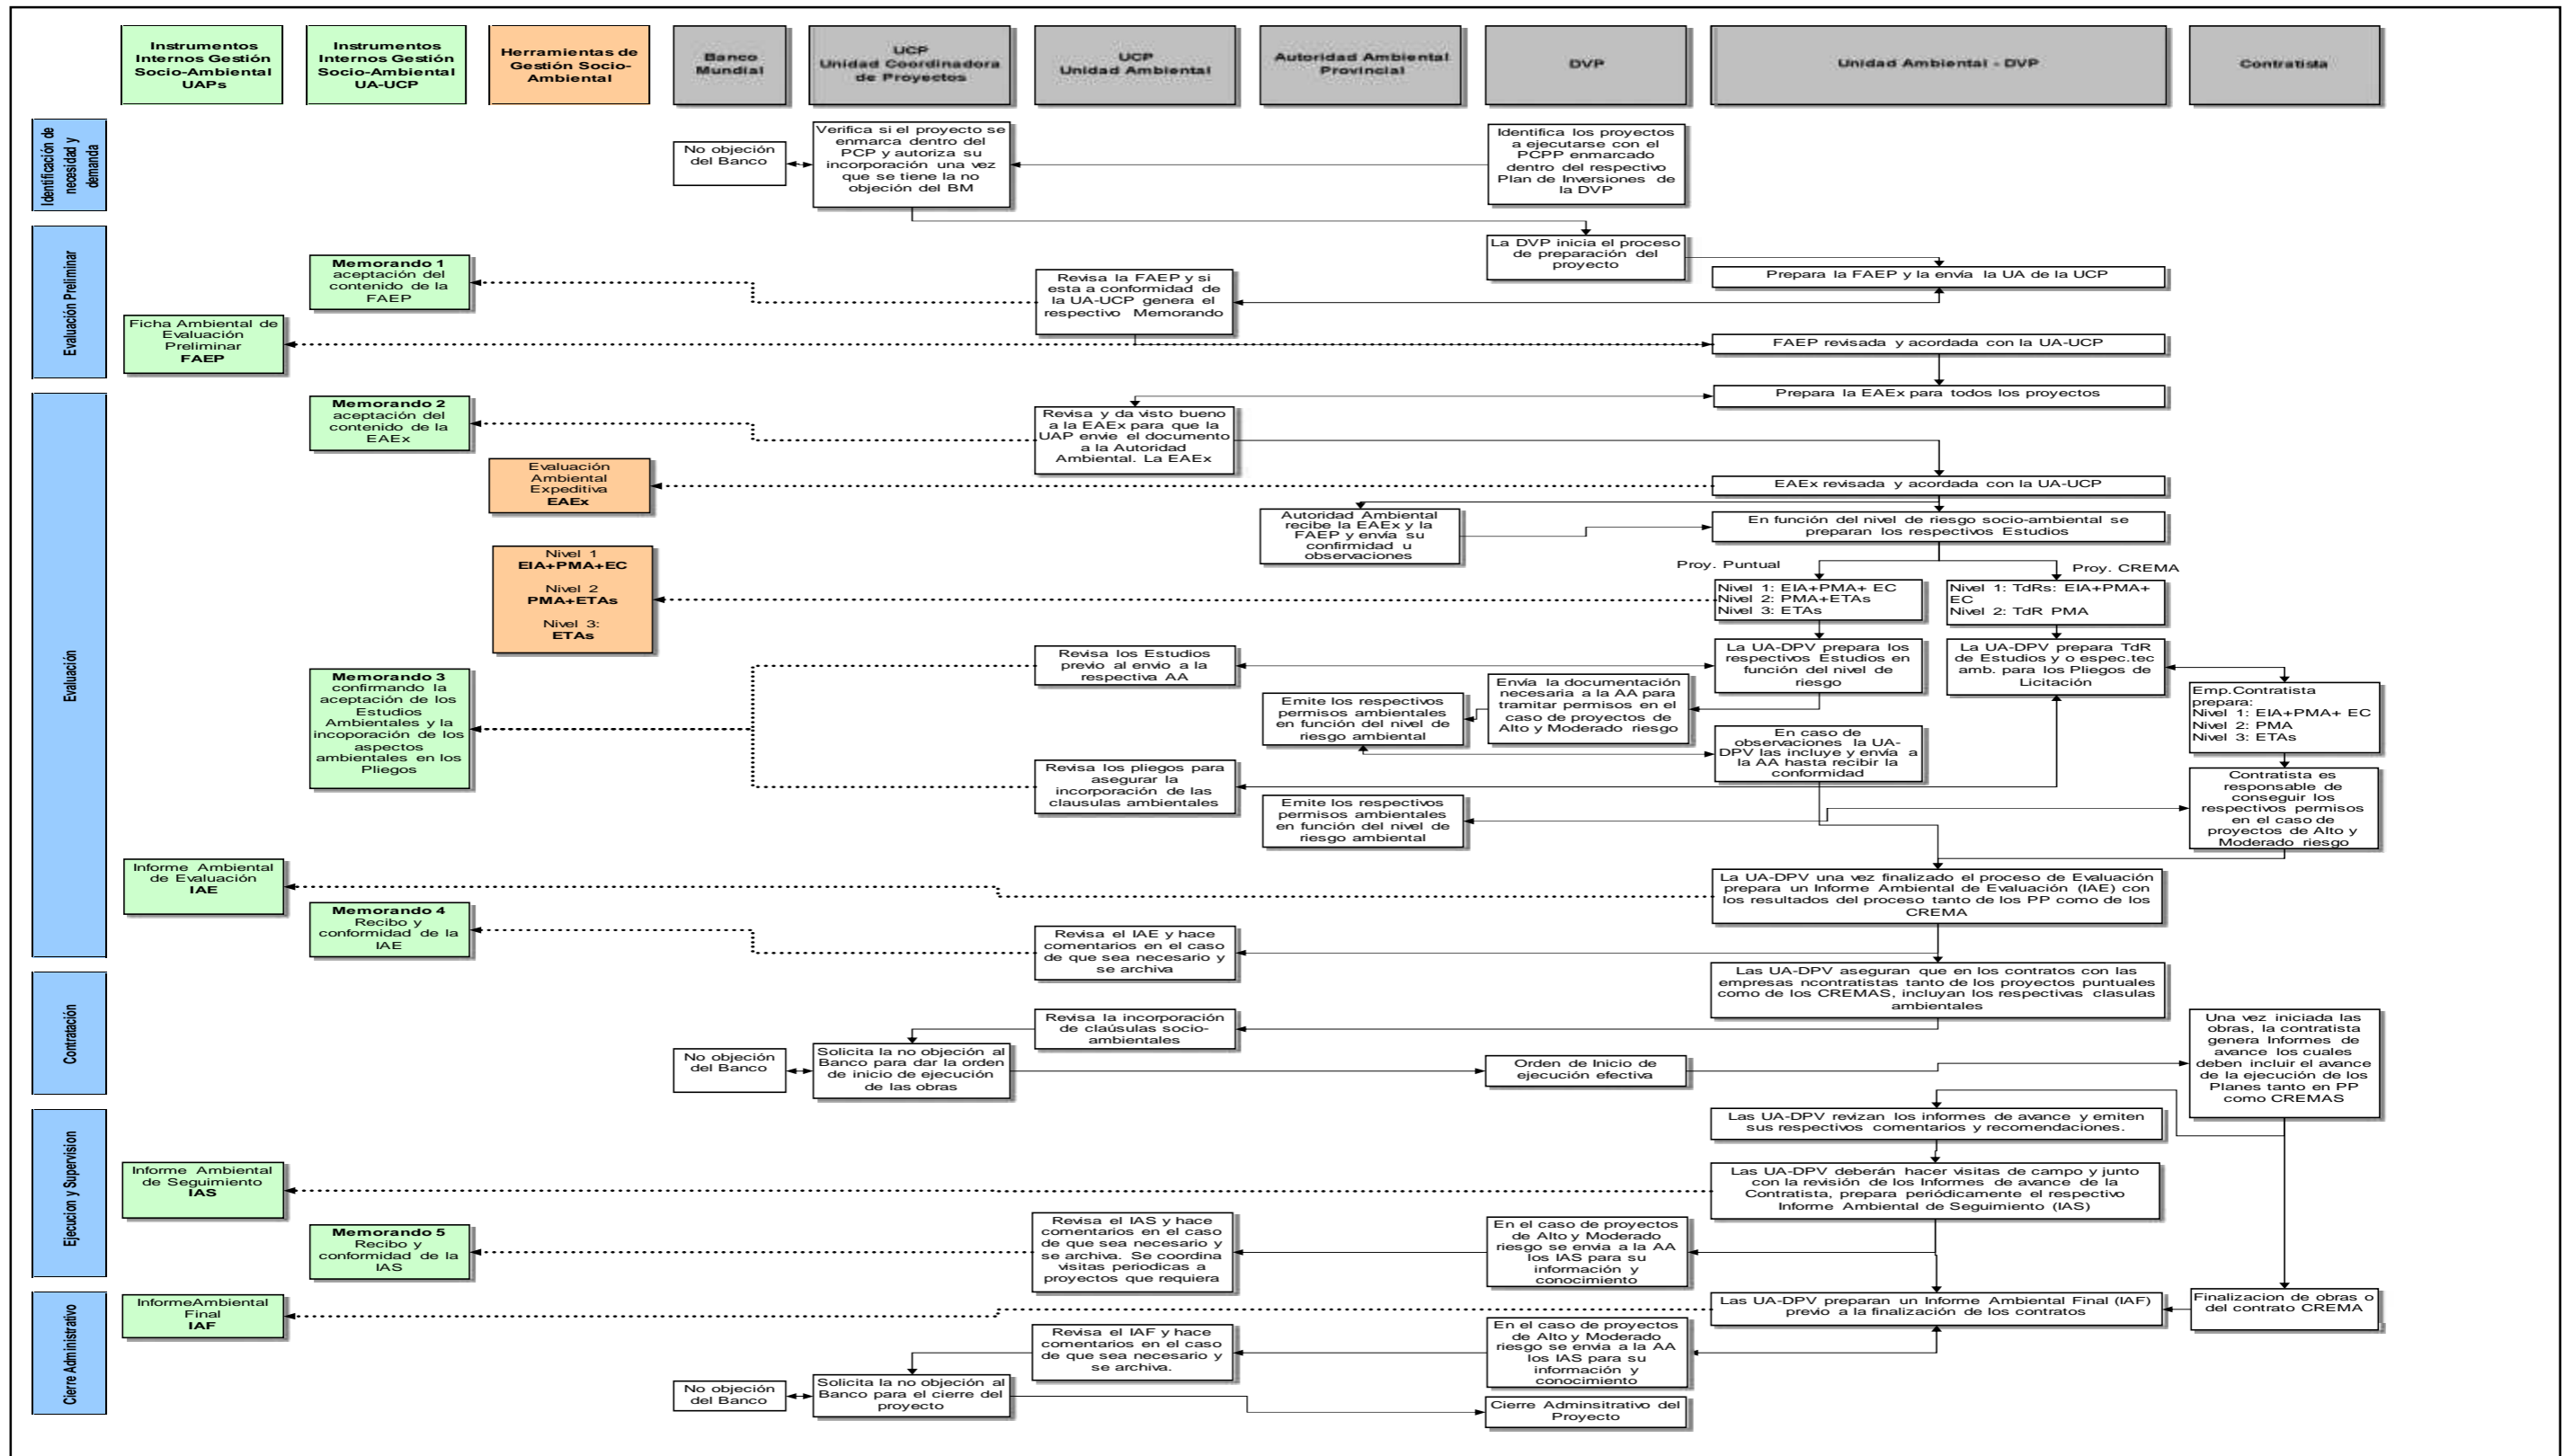 Instrumentos
Internos Gestión
Socio-Ambiental
UAPs
Instrumentos
Internos Gestión
Socio-Ambiental
UA-UCP
Herramientas de
Gestión Socio-
Ambiental
Banco
Mundial
UCP
Unidad Coordinadora
de Proyectos
UCP
Unidad Ambiental
Autoridad Ambiental
Provincial
DVP
Unidad Ambiental - DVP
Contratista
Identificación de
necesidad y
demanda
No objeción
del Banco
Verifica si el proyecto se
enmarca dentro del
PCP y autoriza su
incorporación una vez
que se tiene la no
objeción del BM
Identifica los proyectos
a ejecutarse con el
PCPP enmarcado
dentro del respectivo
Plan de Inversiones de
la DVP
Evaluación Preliminar
La DVP inicia el proceso
de preparación del
proyecto
Memorando 1
aceptación del
contenido de la
FAEP
Revisa la FAEP y si
esta a conformidad de
la UA-UCP genera el
respectivo Memorando
Prepara la FAEP y la envía la UA de la UCP
Ficha Ambiental de
Evaluación
Preliminar
FAEP
FAEP revisada y acordada con la UA-UCP
Evaluación
Prepara la EAEx para todos los proyectos
Memorando 2
aceptación del
contenido de la
EAEx
Revisa y da visto bueno
a la EAEx para que la
UAP envie el documento
a la Autoridad
Ambiental. La EAEx
Evaluación
Ambiental
Expeditiva
EAEx
EAEx revisada y acordada con la UA-UCP
Autoridad Ambiental
recibe la EAEx y la
FAEP y envía su
confirmidad u
observaciones
En función del nivel de riesgo socio-ambiental se
preparan los respectivos Estudios
Nivel 1
EIA+PMA+EC
Nivel 2
PMA+ETAs
Nivel 3:
ETAs
Proy. Puntual
Proy. CREMA
Nivel 1: EIA+PMA+ EC
Nivel 2: PMA+ETAs
Nivel 3: ETAs
Nivel 1: TdRs: EIA+PMA+
EC
Nivel 2: TdR PMA
Revisa los Estudios
previo al envio a la
respectiva AA
La UA-DPV prepara los
respectivos Estudios en
función del nivel de
riesgo
La UA-DPV prepara TdR
de Estudios y o espec.tec
amb. para los Pliegos de
Licitación
Memorando 3
confirmando la
aceptación de los
Estudios
Ambientales y la
incoporación de los
aspectos
ambientales en los
Pliegos
Emite los respectivos
permisos ambientales
en función del nivel de
riesgo ambiental
Envía la documentación
necesaria a la AA para
tramitar permisos en el
caso de proyectos de
Alto y Moderado riesgo
Emp.Contratista
prepara:
Nivel 1: EIA+PMA+ EC
Nivel 2: PMA
Nivel 3: ETAs
En caso de
observaciones la UA-
DPV las incluye y envía a
la AA hasta recibir la
conformidad
Revisa los pliegos para
asegurar la
incorporación de las
clausulas ambientales
Emite los respectivos
permisos ambientales
en función del nivel de
riesgo ambiental
Contratista es
responsable de
conseguir los
respectivos permisos
en el caso de
proyectos de Alto y
Moderado riesgo
Informe Ambiental
de Evaluación
IAE
La UA-DPV una vez finalizado el proceso de Evaluación
prepara un Informe Ambiental de Evaluación (IAE) con
los resultados del proceso tanto de los PP como de los
CREMA
Memorando 4
Recibo y
conformidad de la
IAE
Revisa el IAE y hace
comentarios en el caso
de que sea necesario y
se archiva
Contratación
Las UA-DPV aseguran que en los contratos con las
empresas ncontratistas tanto de los proyectos puntuales
como de los CREMAS, incluyan los respectivas clasulas
ambientales
Revisa la incorporación
de claúsulas socio-
ambientales
No objeción
del Banco
Solicita la no objeción al
Banco para dar la orden
de inicio de ejecución
de las obras
Orden de Inicio de
ejecución efectiva
Una vez iniciada las
obras, la contratista
genera Informes de
avance los cuales
deben incluir el avance
de la ejecución de los
Planes tanto en PP
como CREMAS
Ejecucion y Supervision
Las UA-DPV revizan los informes de avance y emiten
sus respectivos comentarios y recomendaciones.
Informe Ambiental
de Seguimiento
IAS
Las UA-DPV deberán hacer visitas de campo y junto
con la revisión de los Informes de avance de la
Contratista, prepara periódicamente el respectivo
Informe Ambiental de Seguimiento (IAS)
Memorando 5
Recibo y
conformidad de la
IAS
Revisa el IAS y hace
comentarios en el caso
de que sea necesario y
se archiva. Se coordina
visitas periodicas a
proyectos que requiera
En el caso de proyectos
de Alto y Moderado
riesgo se envia a la AA
los IAS para su
información y
conocimiento
Cierre Administrativo
InformeAmbiental
Final
IAF
Las UA-DPV preparan un Informe Ambiental Final (IAF)
previo a la finalización de los contratos
Finalizacion de obras o
del contrato CREMA
Revisa el IAF y hace
comentarios en el caso
de que sea necesario y
se archiva.
En el caso de proyectos
de Alto y Moderado
riesgo se envia a la AA
los IAS para su
información y
conocimiento
No objeción
del Banco
Solicita la no objeción al
Banco para el cierre del
proyecto
Cierre Adminsitrativo del
Proyecto